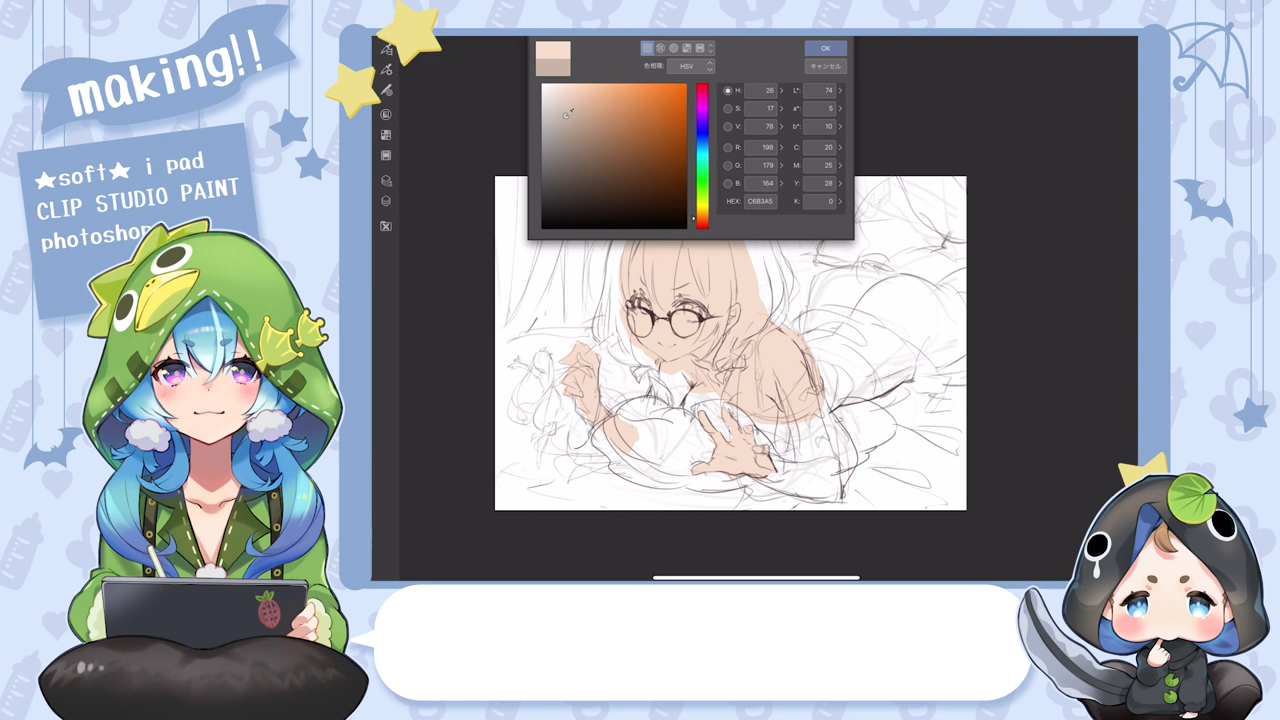 making!!
★soft★ i pad
CLIP STUDIO PAINT
photoshop
OK
キャンセル
色相環: HSV
H: 26 L*: 74
S: 17 a*: 5
V: 78 b*: 10
R: 198 C: 20
G: 179 M: 25
B: 164 Y: 28
HEX: C6B3A5 K: 0